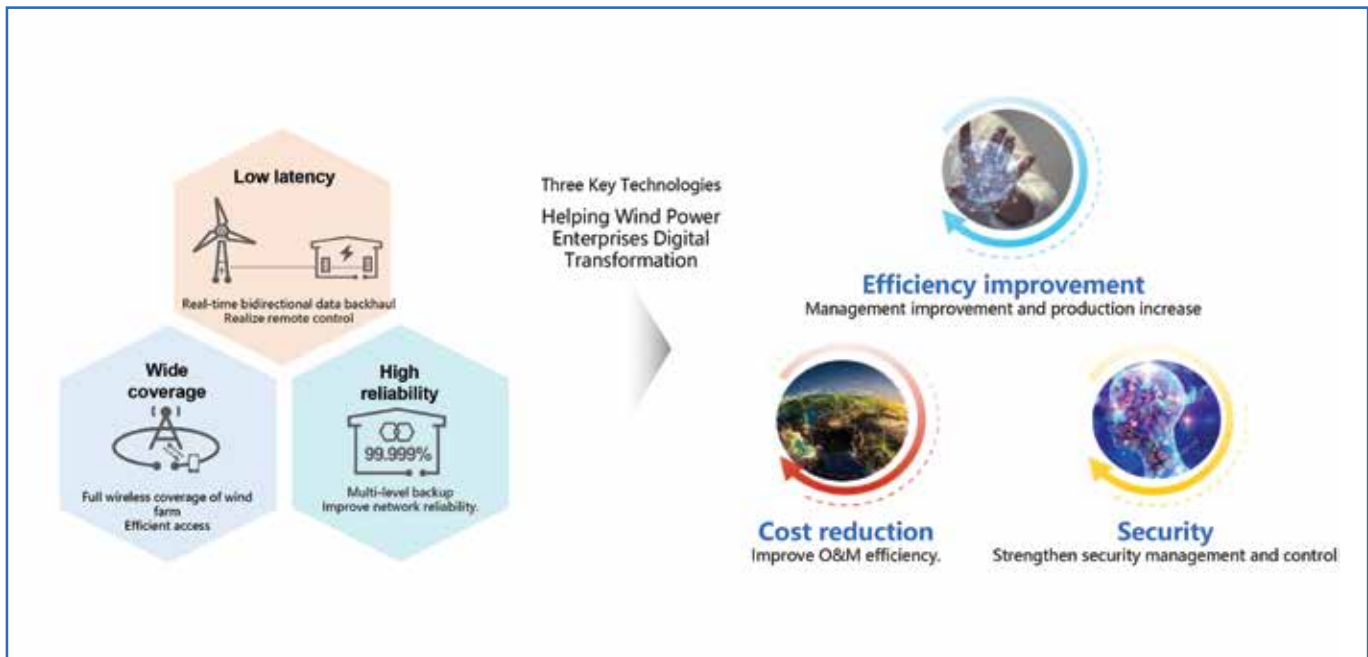 Low latency
Real-time bidirectional data backhaul
Realize remote control
Wide
coverage
Full wireless coverage of wind
farm
Efficient access
High
reliability
99.999%
Multi-level backup
Improve network reliability.
Three Key Technologies
Helping Wind Power
Enterprises Digital
Transformation
Efficiency improvement
Management improvement and production increase
Cost reduction
Improve O&M efficiency.
Security
Strengthen security management and control